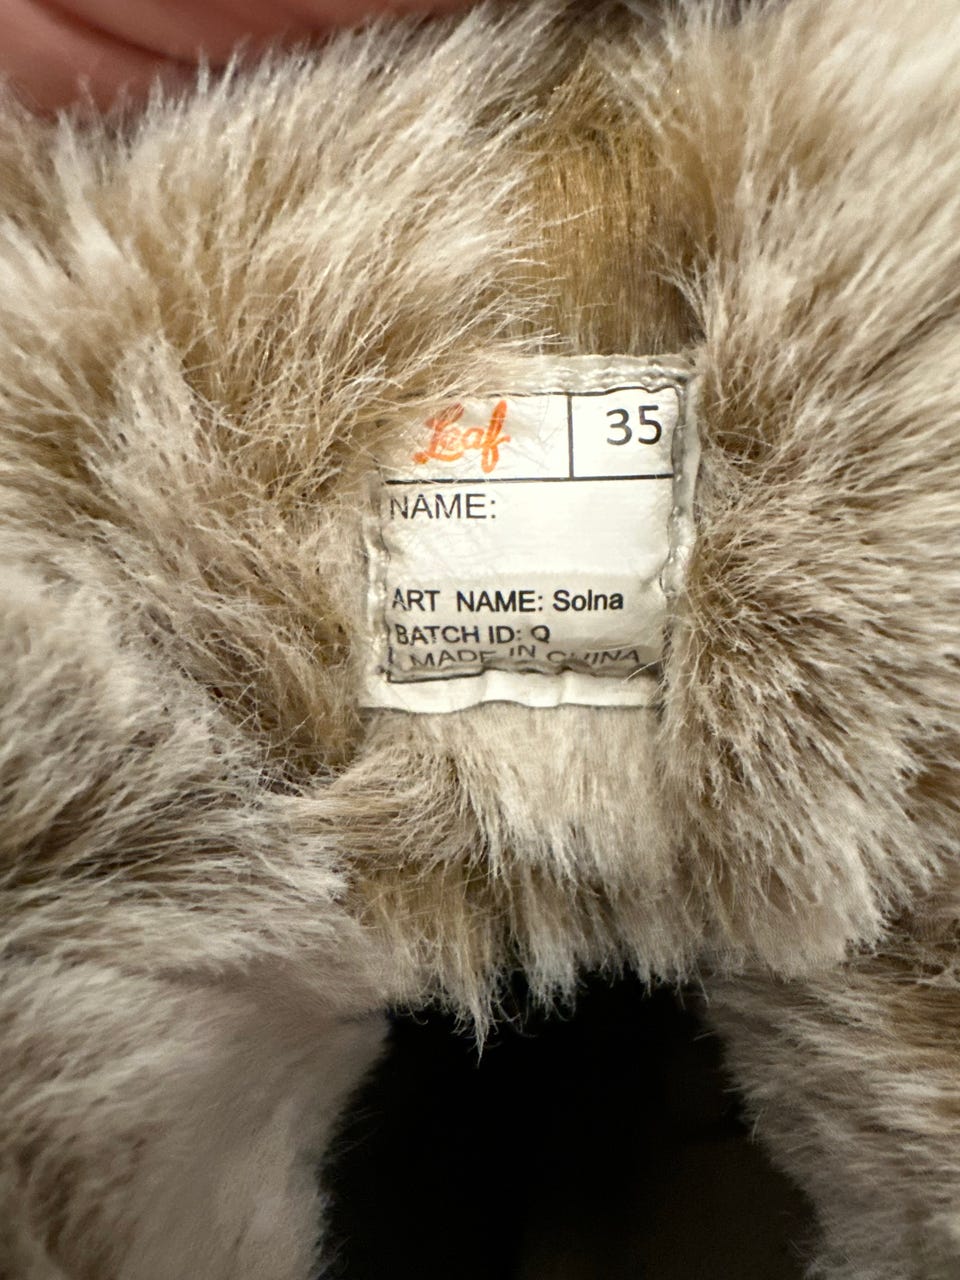 Leaf 35
NAME:
ART NAME: Solna
BATCH ID: Q
MADE IN CHINA